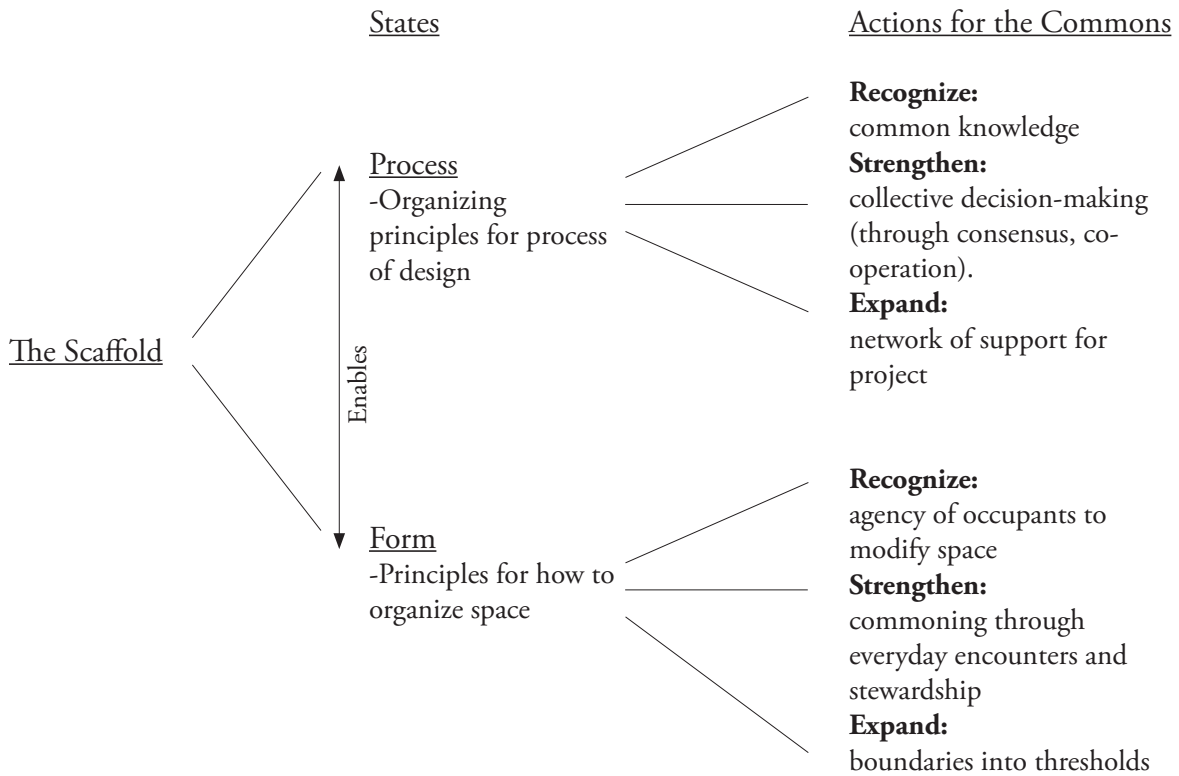 States
Actions for the Commons
Recognize:
common knowledge
Strengthen:
collective decision-making
(through consensus, co-
operation).
Expand:
network of support for
project
Process
-Organizing
principles for process
of design
The Scaffold
Enables
Form
-Principles for how to
organize space
Recognize:
agency of occupants to
modify space
Strengthen:
commoning through
everyday encounters and
stewardship
Expand:
boundaries into thresholds